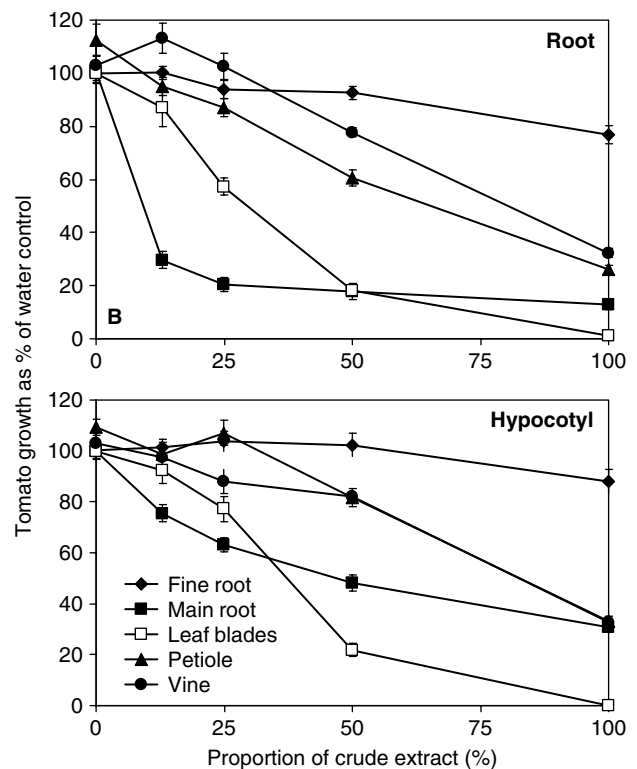 Tomato growth as % of water control
120
100
80
60
40
20
0
Root
B
0 25 50 75 100
120
100
80
60
40
20
0
Hypocotyl
Fine root
Main root
Leaf blades
Petiole
Vine
0 25 50 75 100
Proportion of crude extract (%)